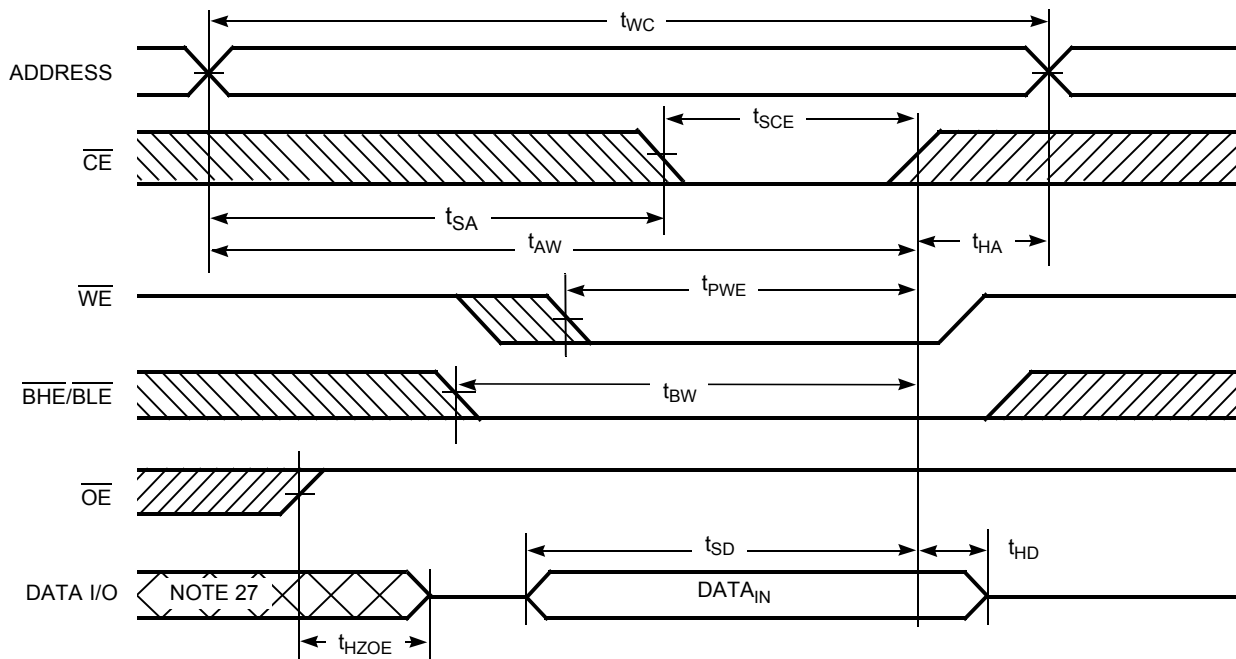 tWC
ADDRESS
tSCE
CE
tSA
tAW
tHA
WE
tPWE
BHE/BLE
tBW
OE
tSD
tHD
DATA I/O
NOTE 27
DATAIN
tHZOE